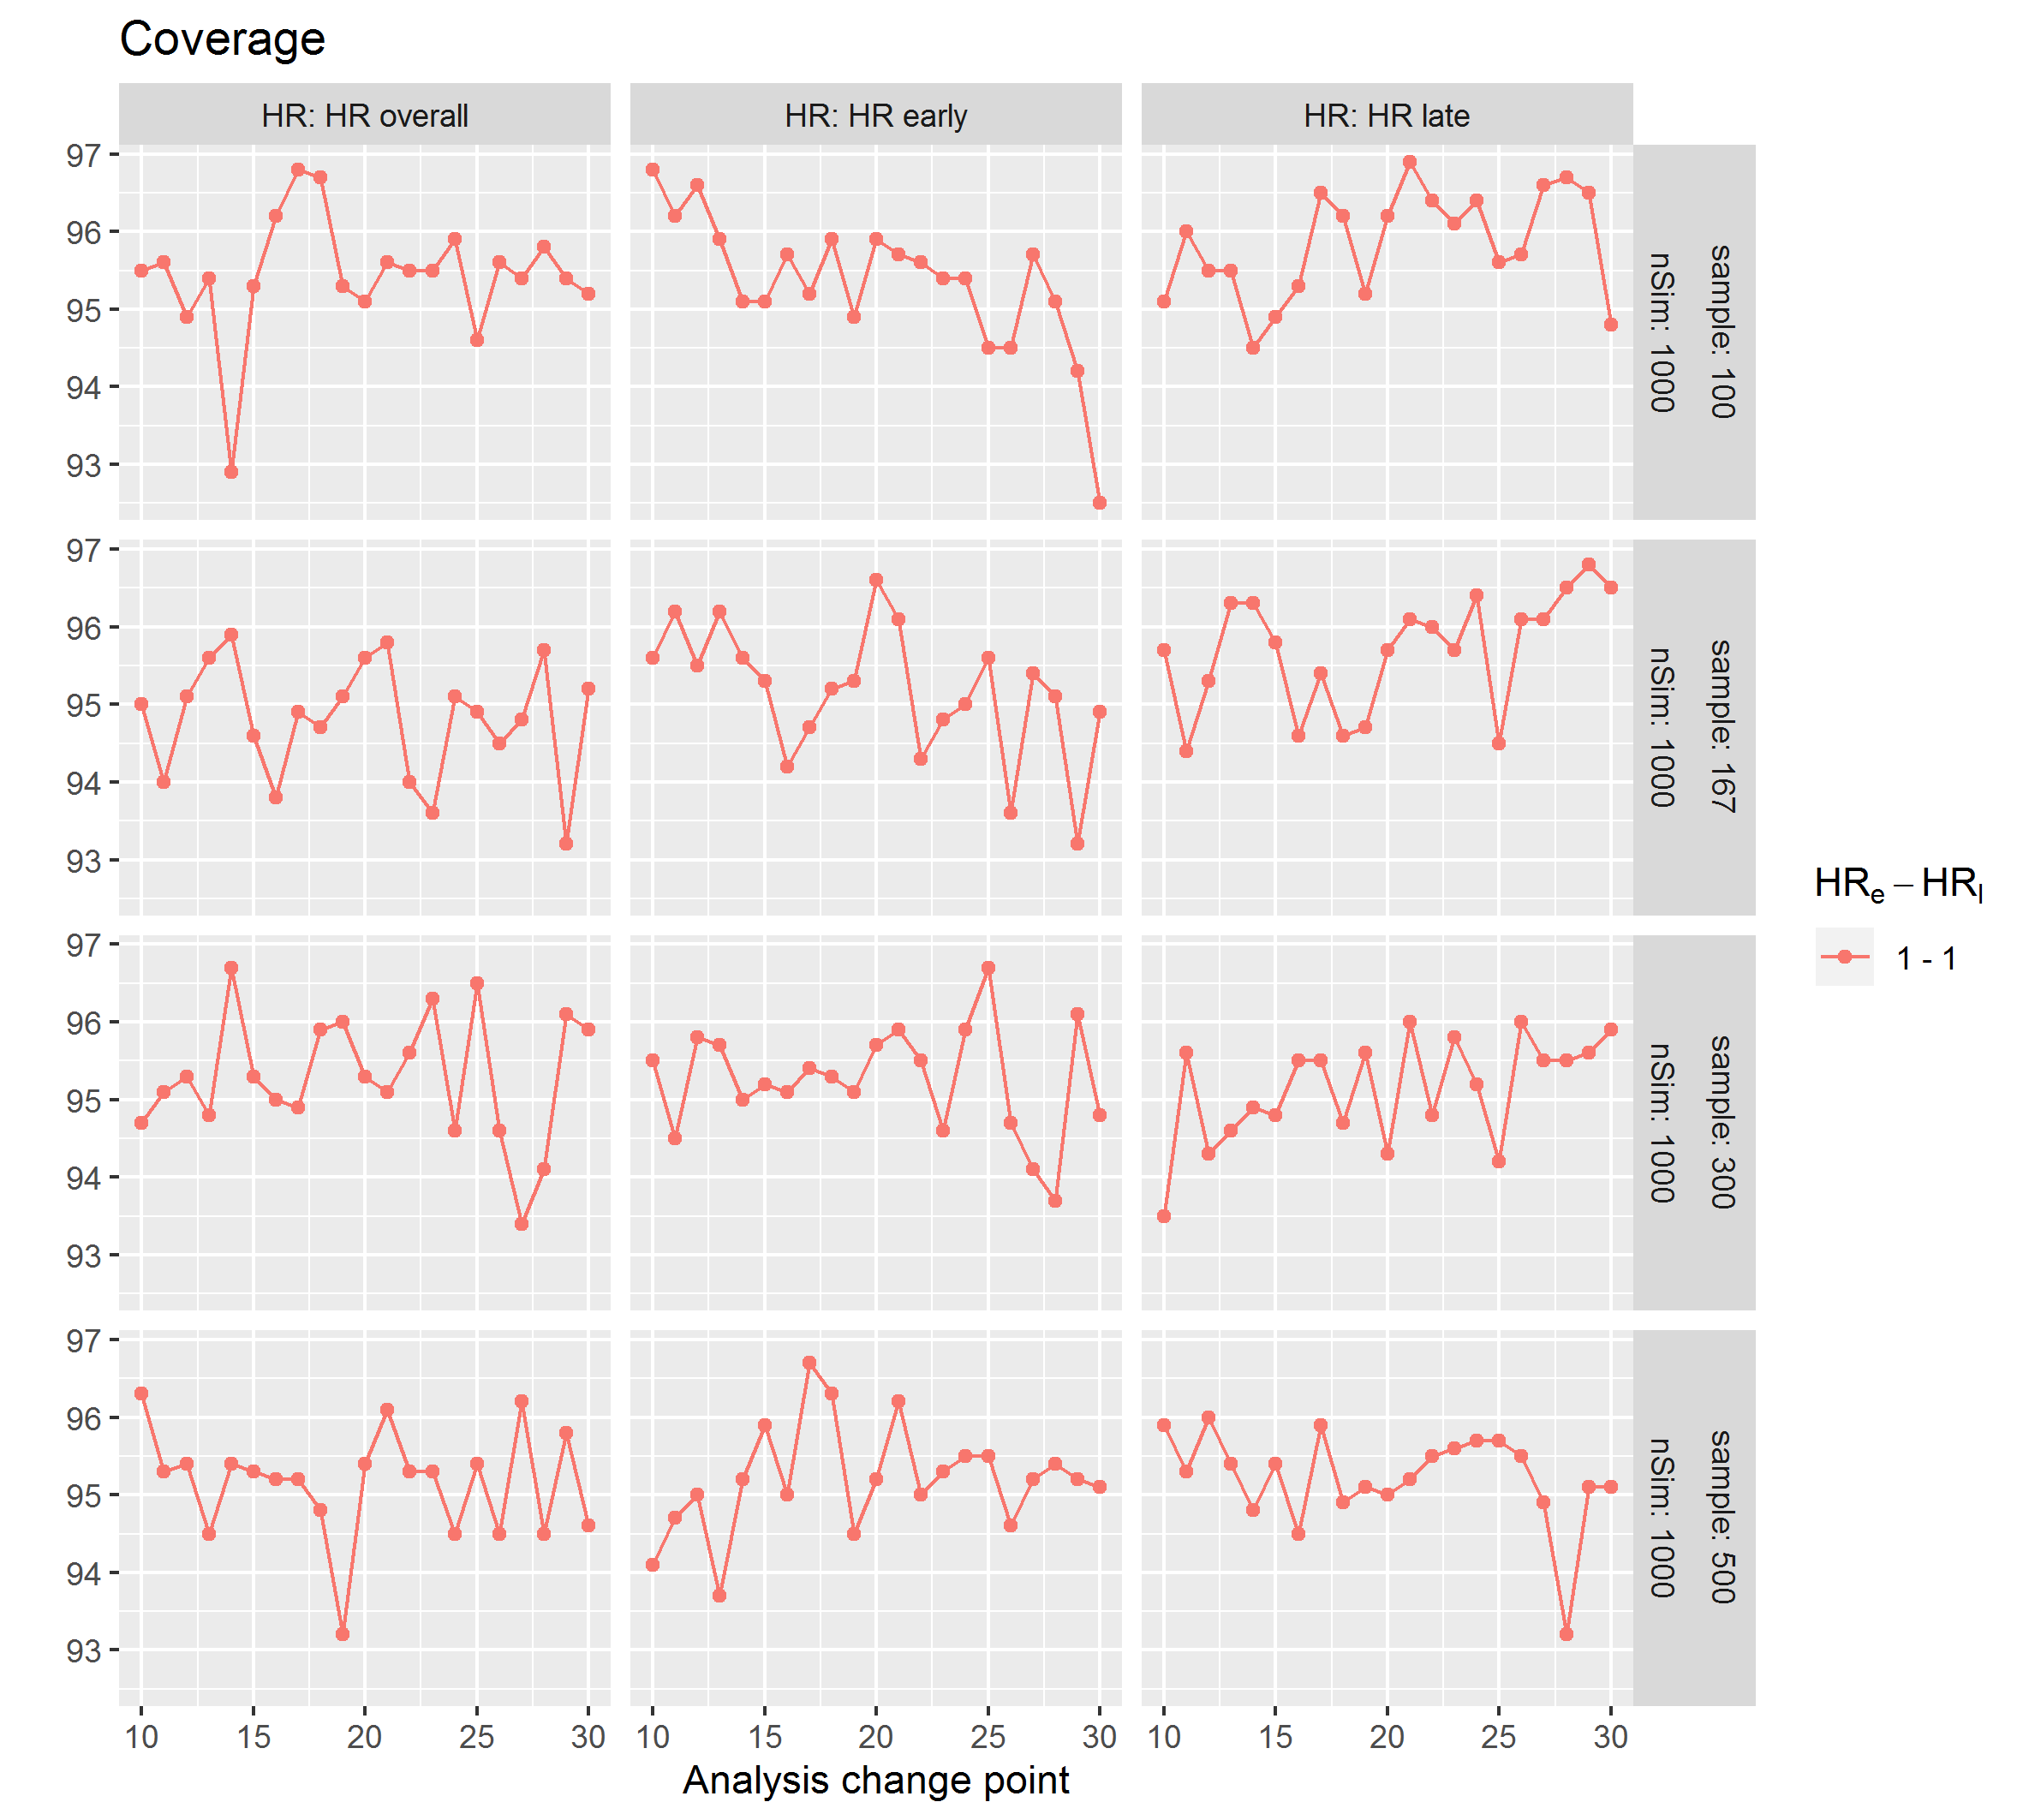 Coverage
HR: HR overall
HR: HR early
HR: HR late
97
96
95
94
93
sample: 100
nSim: 1000
97
96
95
94
93
sample: 167
nSim: 1000
97
96
95
94
93
sample: 300
nSim: 1000
97
96
95
94
93
sample: 500
nSim: 1000
10 15 20 25 30
10 15 20 25 30
10 15 20 25 30
Analysis change point
HRe – HRl
1 - 1